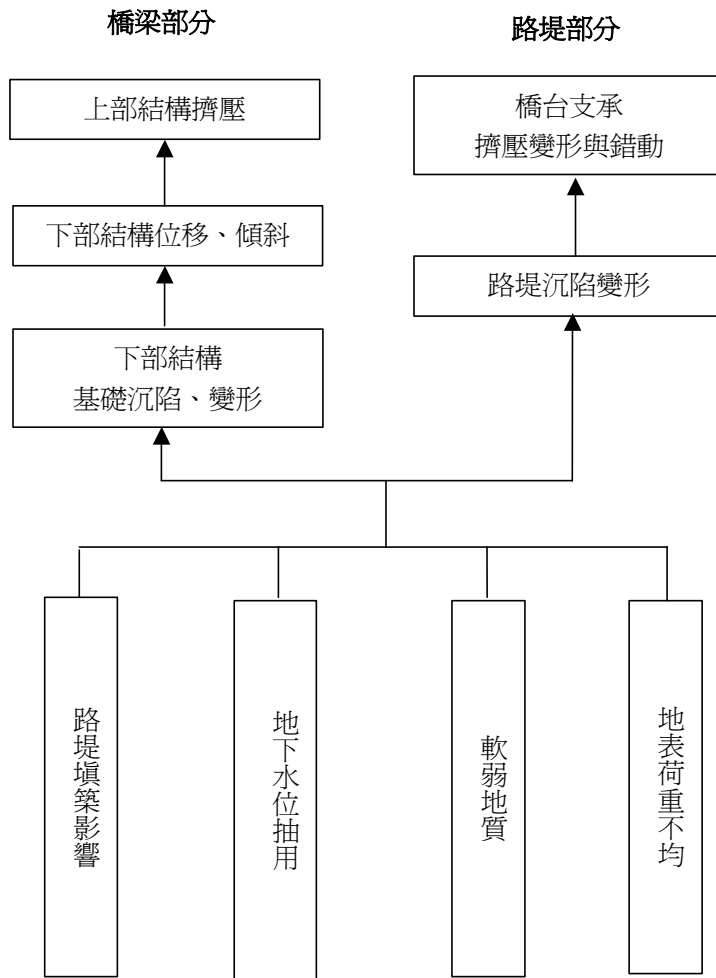 橋梁部分
路堤部分
上部結構擠壓
橋台支承
擠壓變形與錯動
下部結構位移、傾斜
路堤沉陷變形
下部結構
基礎沉陷、變形
路堤塡築影響
地下水位抽用
軟弱地質
地表荷重不均